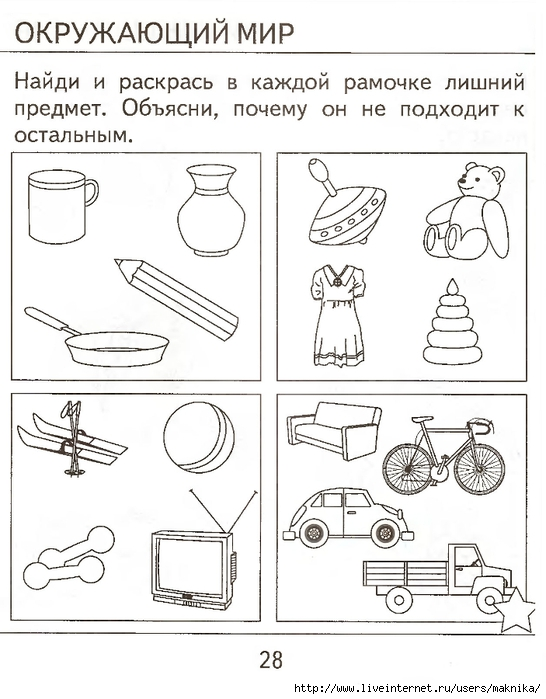 ОКРУЖАЮЩИЙ МИР
Найди и раскрась в каждой рамочке лишний
предмет. Объясни, почему он не подходит к
остальным.
28
http://www.liveinternet.ru/users/maknika/